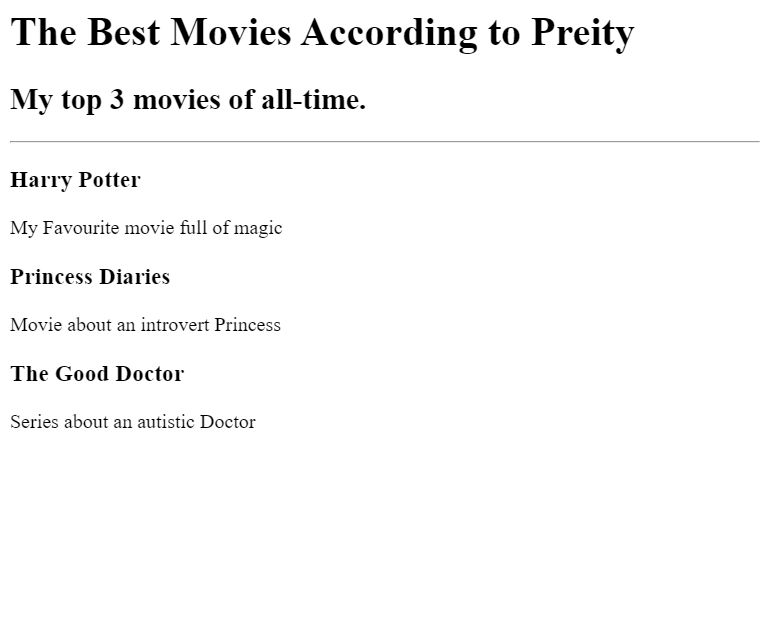 The Best Movies According to Preity
My top 3 movies of all-time.
Harry Potter
My Favourite movie full of magic
Princess Diaries
Movie about an introvert Princess
The Good Doctor
Series about an autistic Doctor